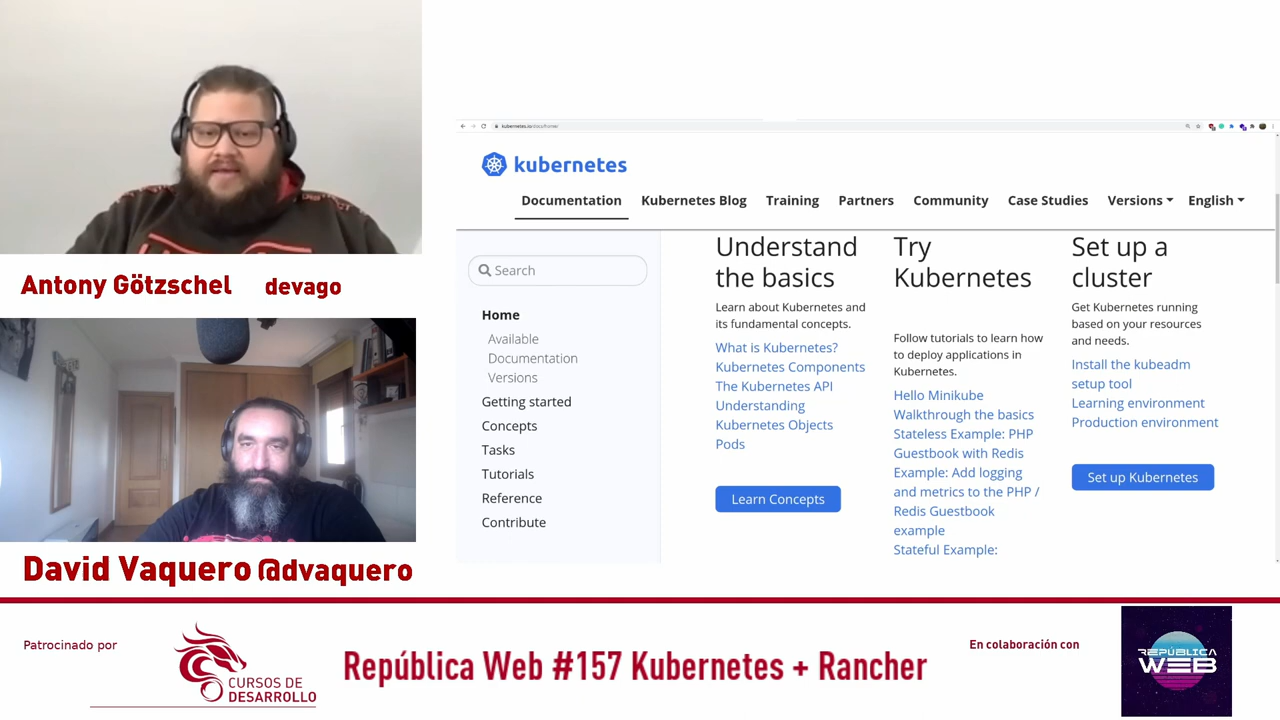 Antony Götzschel devago
David Vaquero @dvaquero
kubernetes
Documentation Kubernetes Blog Training Partners Community Case Studies Versions English
Search
Home
Available
Documentation
Versions
Getting started
Concepts
Tasks
Tutorials
Reference
Contribute
Understand
the basics
Learn about Kubernetes and
its fundamental concepts.
What is Kubernetes?
Kubernetes Components
The Kubernetes API
Understanding
Kubernetes Objects
Pods
Learn Concepts
Try
Kubernetes
Follow tutorials to learn how
to deploy applications in
Kubernetes.
Hello Minikube
Walkthrough the basics
Stateless Example: PHP
Guestbook with Redis
Example: Add logging
and metrics to the PHP /
Redis Guestbook
example
Stateful Example:
Set up a
cluster
Get Kubernetes running
based on your resources
and needs.
Install the kubeadm
setup tool
Learning environment
Production environment
Set up Kubernetes
Patrocinado por
CURSOS DE
DESARROLLO
República Web #157 Kubernetes + Rancher
En colaboración con
REPÚBLICA
WEB